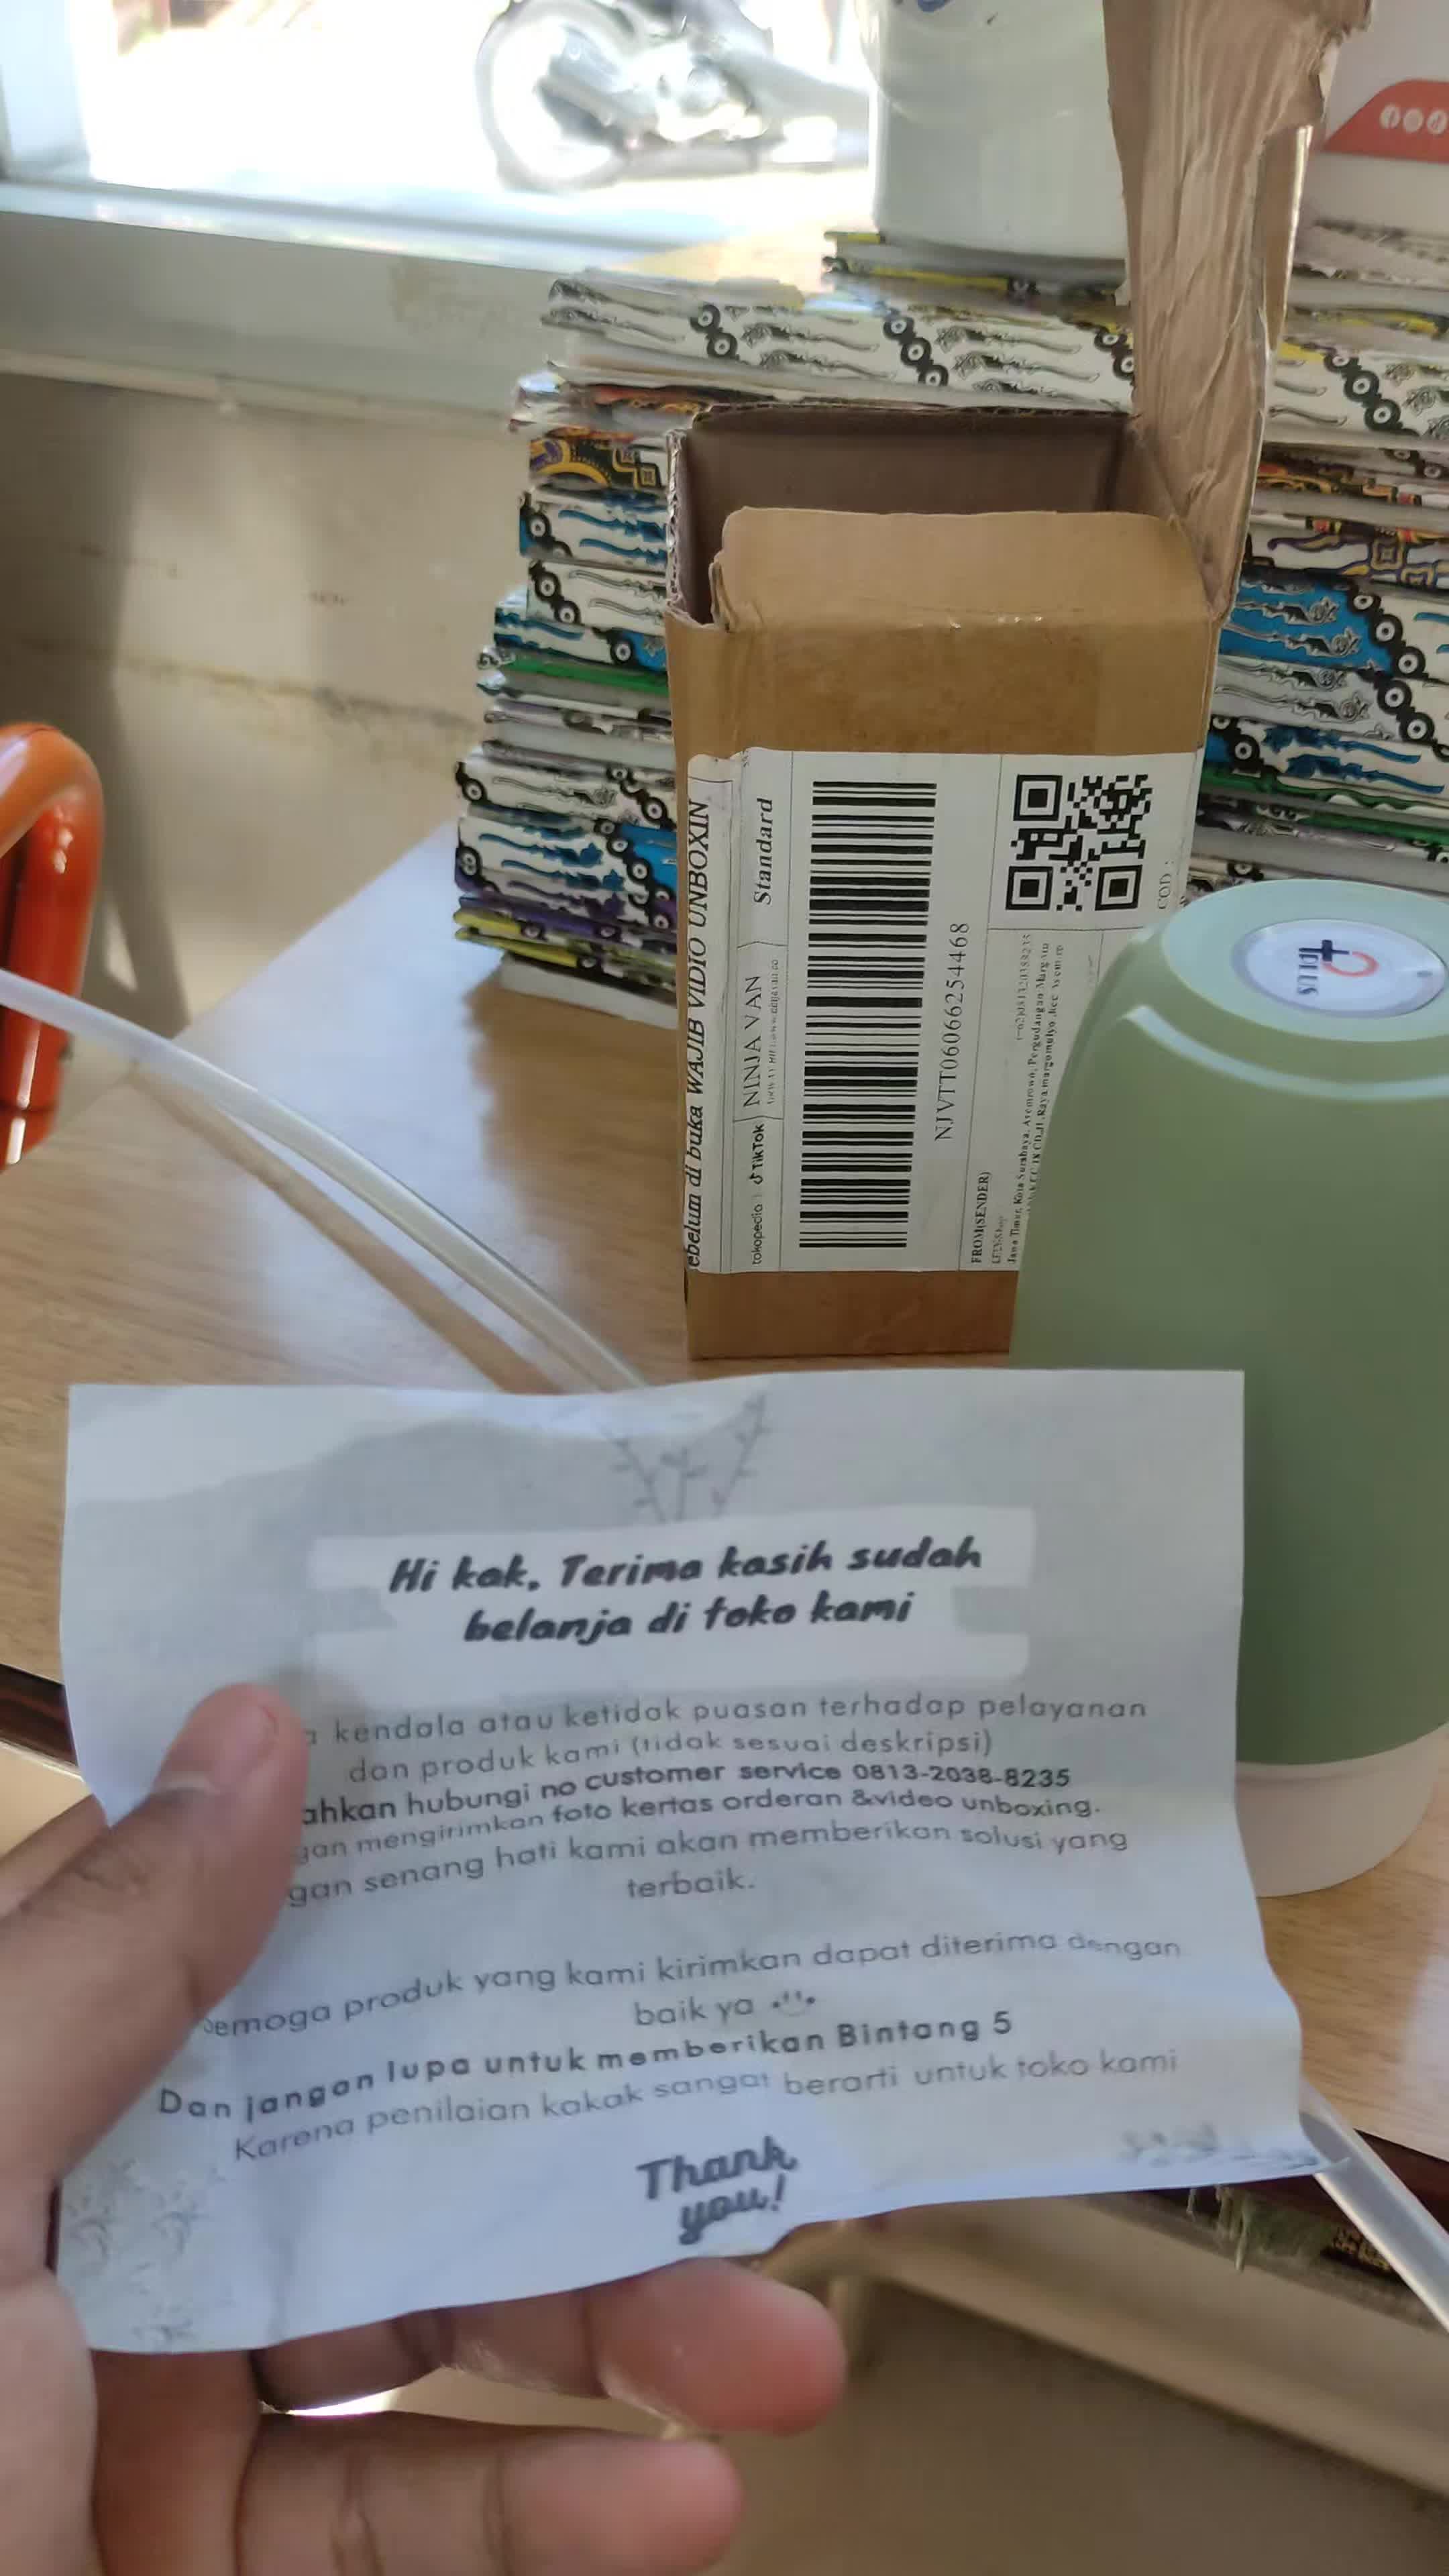 ebelum di buka WAJIB VIDIO UNBOXIN
tokopedia TikTok NINJA VAN Standard
NJVTT06066254468
COD :
FROM(SENDER)
Hi kak, Terima kasih sudah
belanja di toko kami
kendala atau ketidak puasan terhadap pelayanan
dan produk kami (tidak sesuai deskripsi)
ahkan hubungi no customer service 0813-2038-8235
gan mengirimkan foto kertas orderan &video unboxing.
gan senang hati kami akan memberikan solusi yang
terbaik.
emoga produk yang kami kirimkan dapat diterima dengan
baik ya
Dan jangan lupa untuk memberikan Bintang 5
Karena penilaian kakak sangat berarti untuk toko kami
Thank
you!